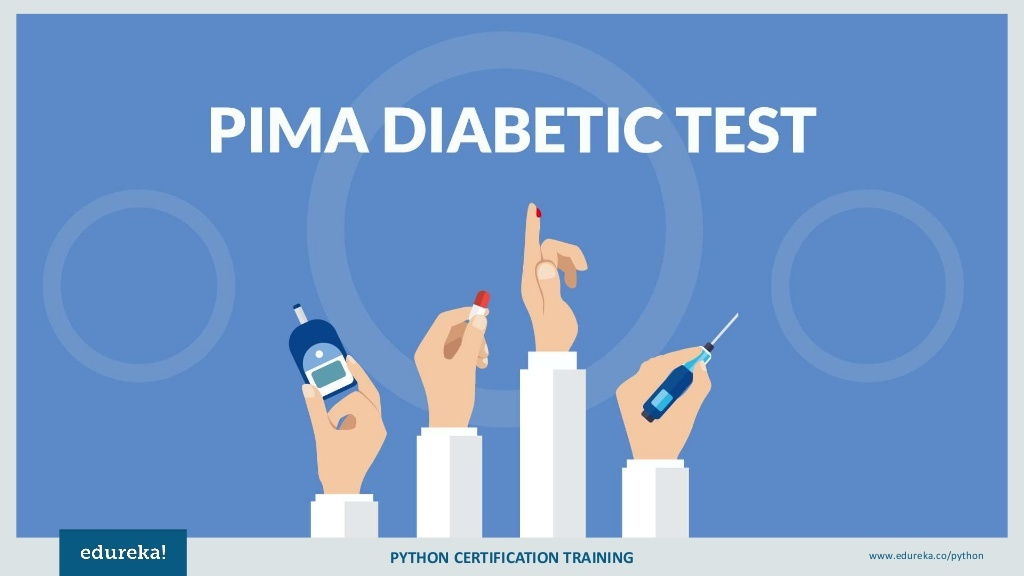 PIMA DIABETIC TEST
edureka!
PYTHON CERTIFICATION TRAINING
www.edureka.co/python